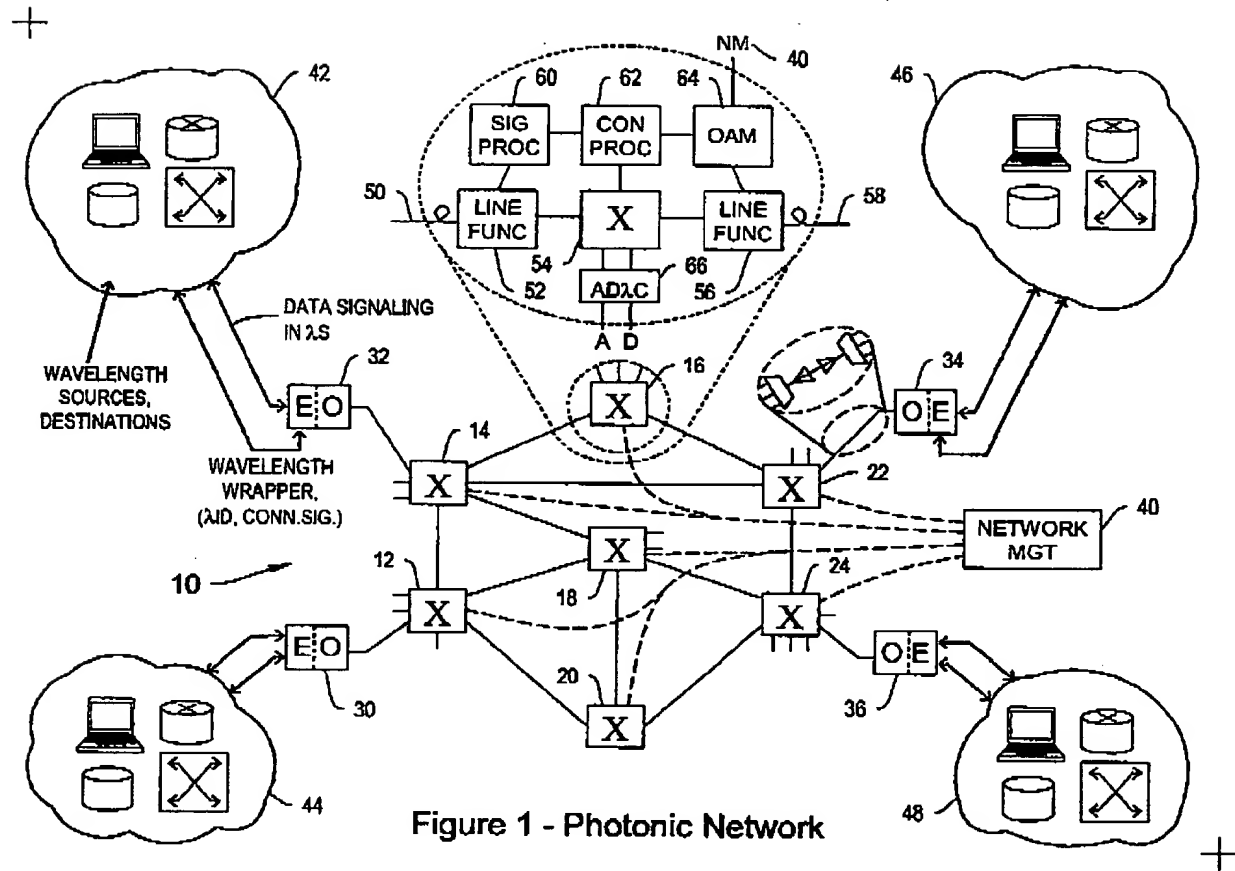 NM
40
42
60
62
64
46
SIG
PROC
CON
PROC
OAM
50
LINE
FUNC
X
LINE
FUNC
58
54
66
52
ADλC
56
A D
DATA SIGNALING
IN λS
WAVELENGTH
SOURCES,
DESTINATIONS
32
E O
16
X
34
O E
14
X
WAVELENGTH
WRAPPER,
(λID, CONN.SIG.)
X
22
40
NETWORK
MGT
10
12
X
X
18
24
X
E O
30
20
X
O E
36
44
48
Figure 1 - Photonic Network